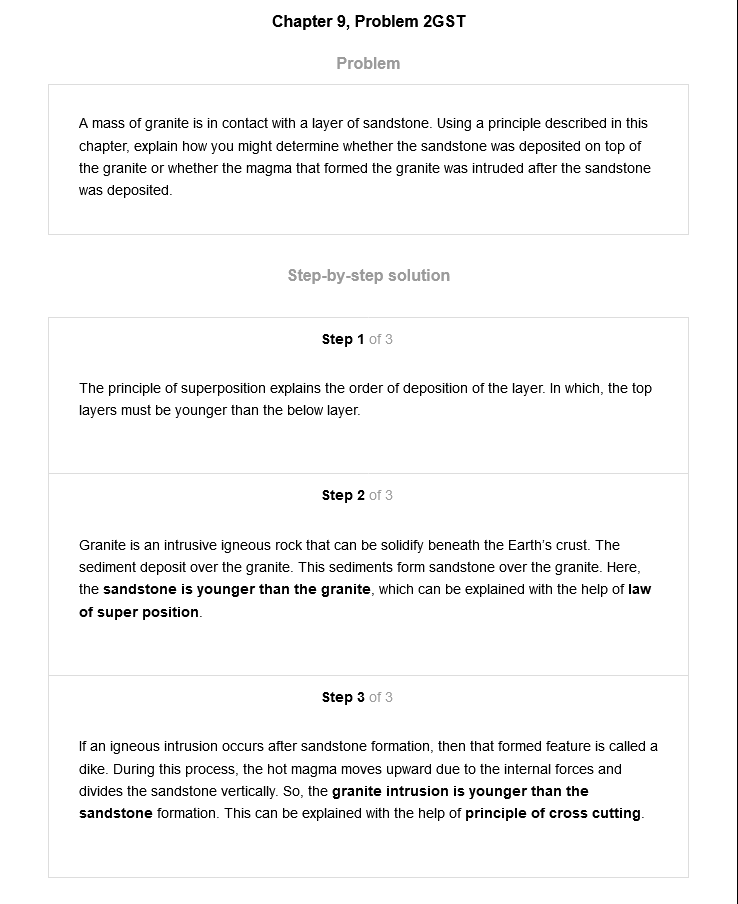 Chapter 9, Problem 2GST
Problem
A mass of granite is in contact with a layer of sandstone. Using a principle described in this
chapter, explain how you might determine whether the sandstone was deposited on top of
the granite or whether the magma that formed the granite was intruded after the sandstone
was deposited.
Step-by-step solution
Step 1 of 3
The principle of superposition explains the order of deposition of the layer. In which, the top
layers must be younger than the below layer.
Step 2 of 3
Granite is an intrusive igneous rock that can be solidify beneath the Earth's crust. The
sediment deposit over the granite. This sediments form sandstone over the granite. Here,
the sandstone is younger than the granite, which can be explained with the help of law
of super position.
Step 3 of 3
If an igneous intrusion occurs after sandstone formation, then that formed feature is called a
dike. During this process, the hot magma moves upward due to the internal forces and
divides the sandstone vertically. So, the granite intrusion is younger than the
sandstone formation. This can be explained with the help of principle of cross cutting.